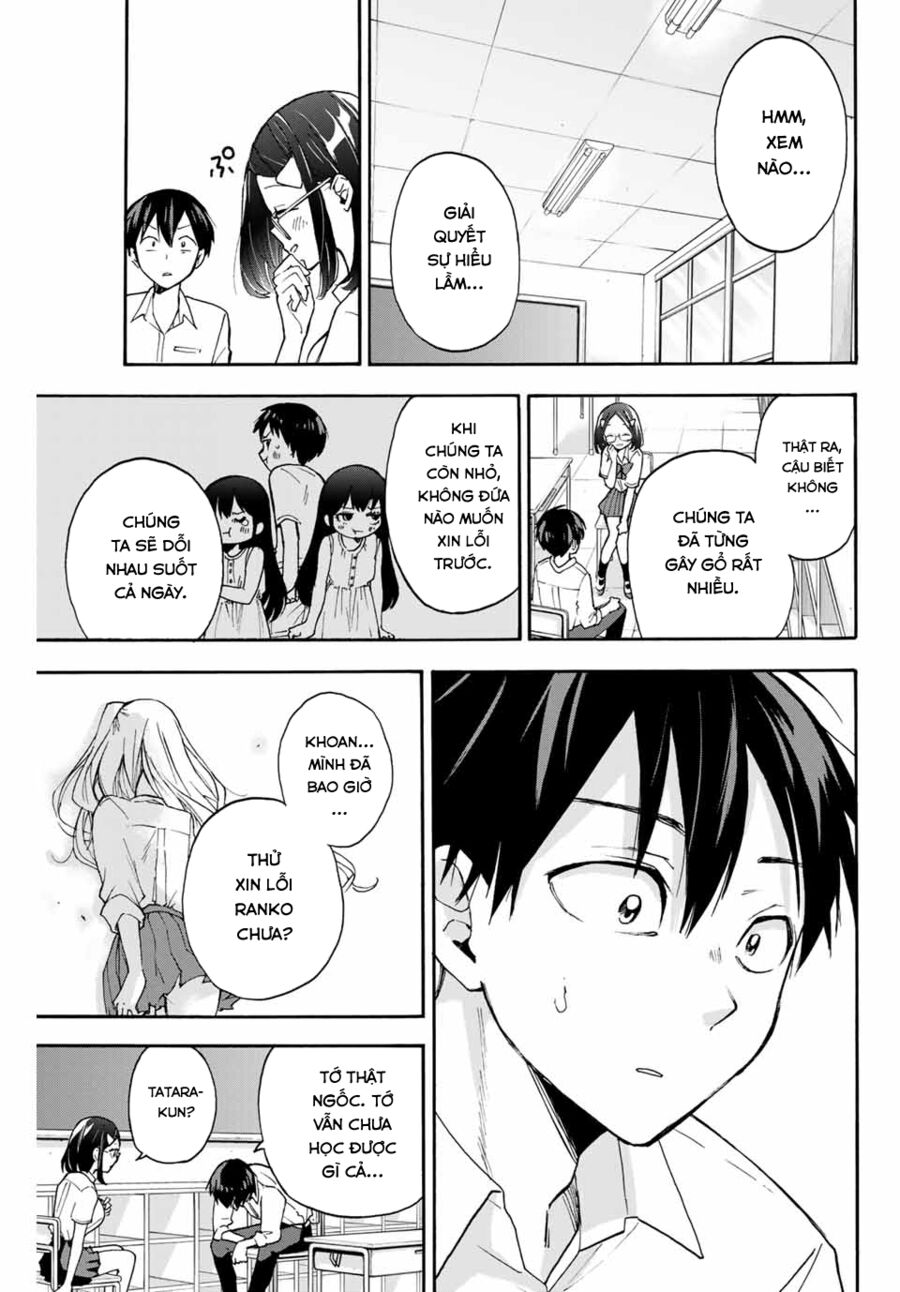 HMM,
XEM
NÀO...
GIẢI
QUYẾT
SỰ HIỂU
LẦM...
ぷ
THẬT RA,
CẬU BIẾT
KHÔNG
...
CHÚNG TA
ĐÃ TỪNG
GÂY GỔ RẤT
NHIỀU.
KHI
CHÚNG TA
CÒN NHỎ,
KHÔNG ĐỨA
NÀO MUỐN
XIN LỖI
TRƯỚC.
CHÚNG
TA SẼ DỖI
NHAU SUỐT
CẢ NGÀY.
KHOAN...
MÌNH ĐÃ
BAO GIỜ
...
THỬ
XIN LỖI
RANKO
CHƯA?
TỚ THẬT
NGỐC. TỚ
VẪN CHƯA
HỌC ĐƯỢC
GÌ CẢ...
TATARA-
KUN?